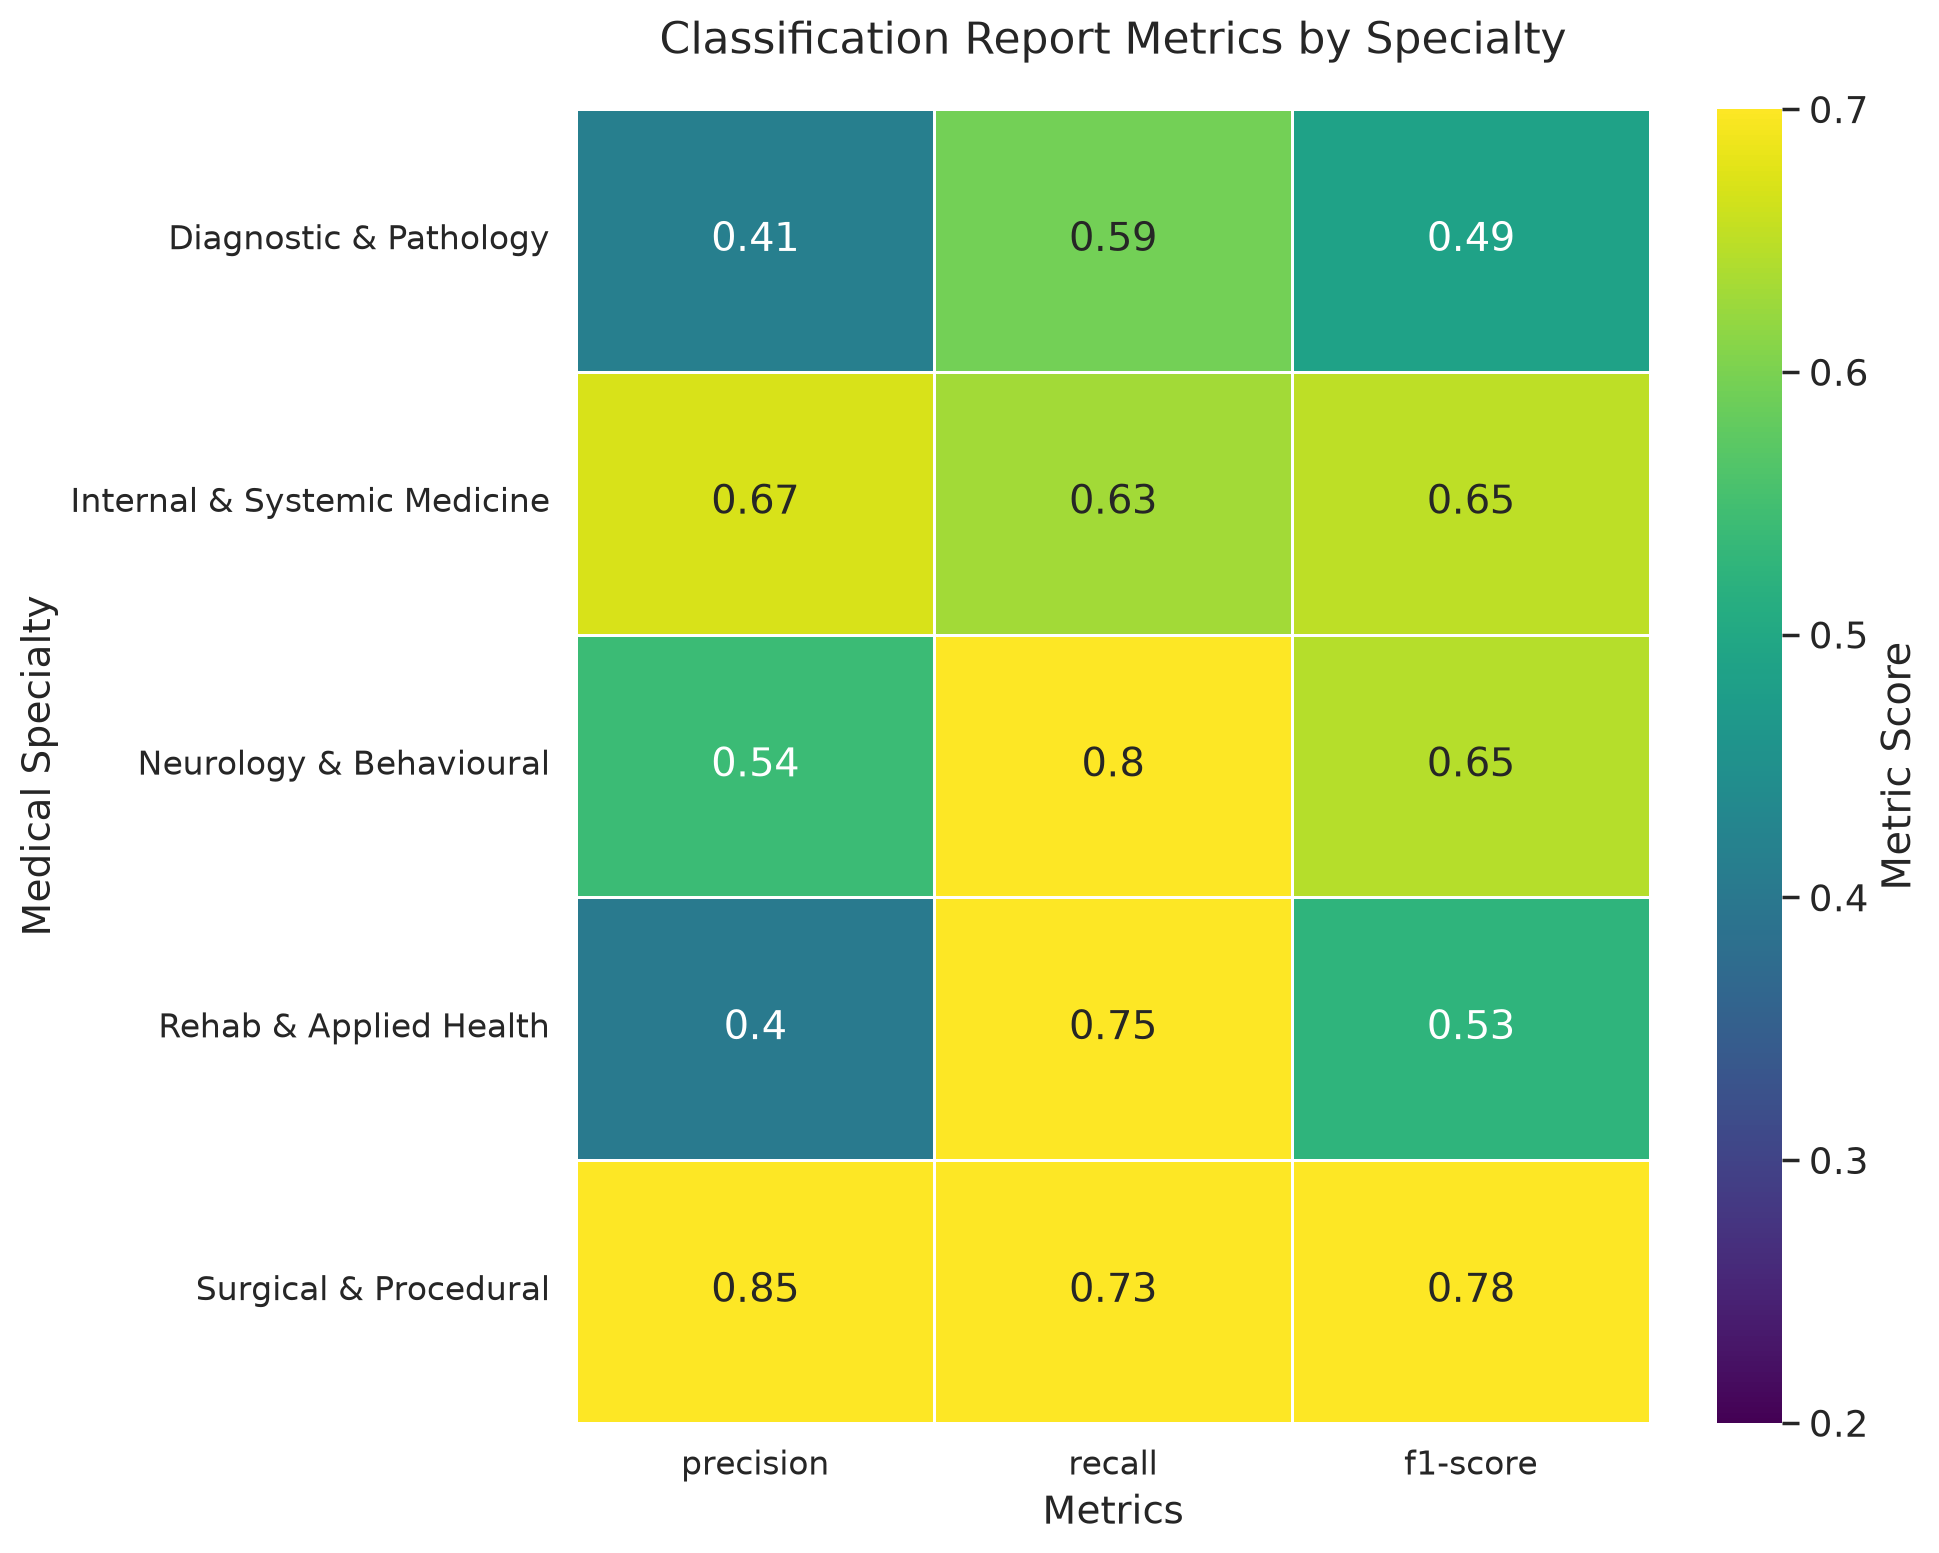 Classification Report Metrics by Specialty
Medical Specialty
Diagnostic & Pathology 0.41 0.59 0.49
Internal & Systemic Medicine 0.67 0.63 0.65
Neurology & Behavioural 0.54 0.8 0.65
Rehab & Applied Health 0.4 0.75 0.53
Surgical & Procedural 0.85 0.73 0.78
precision recall f1-score
Metrics
0.7
0.6
0.5
0.4
0.3
0.2
Metric Score